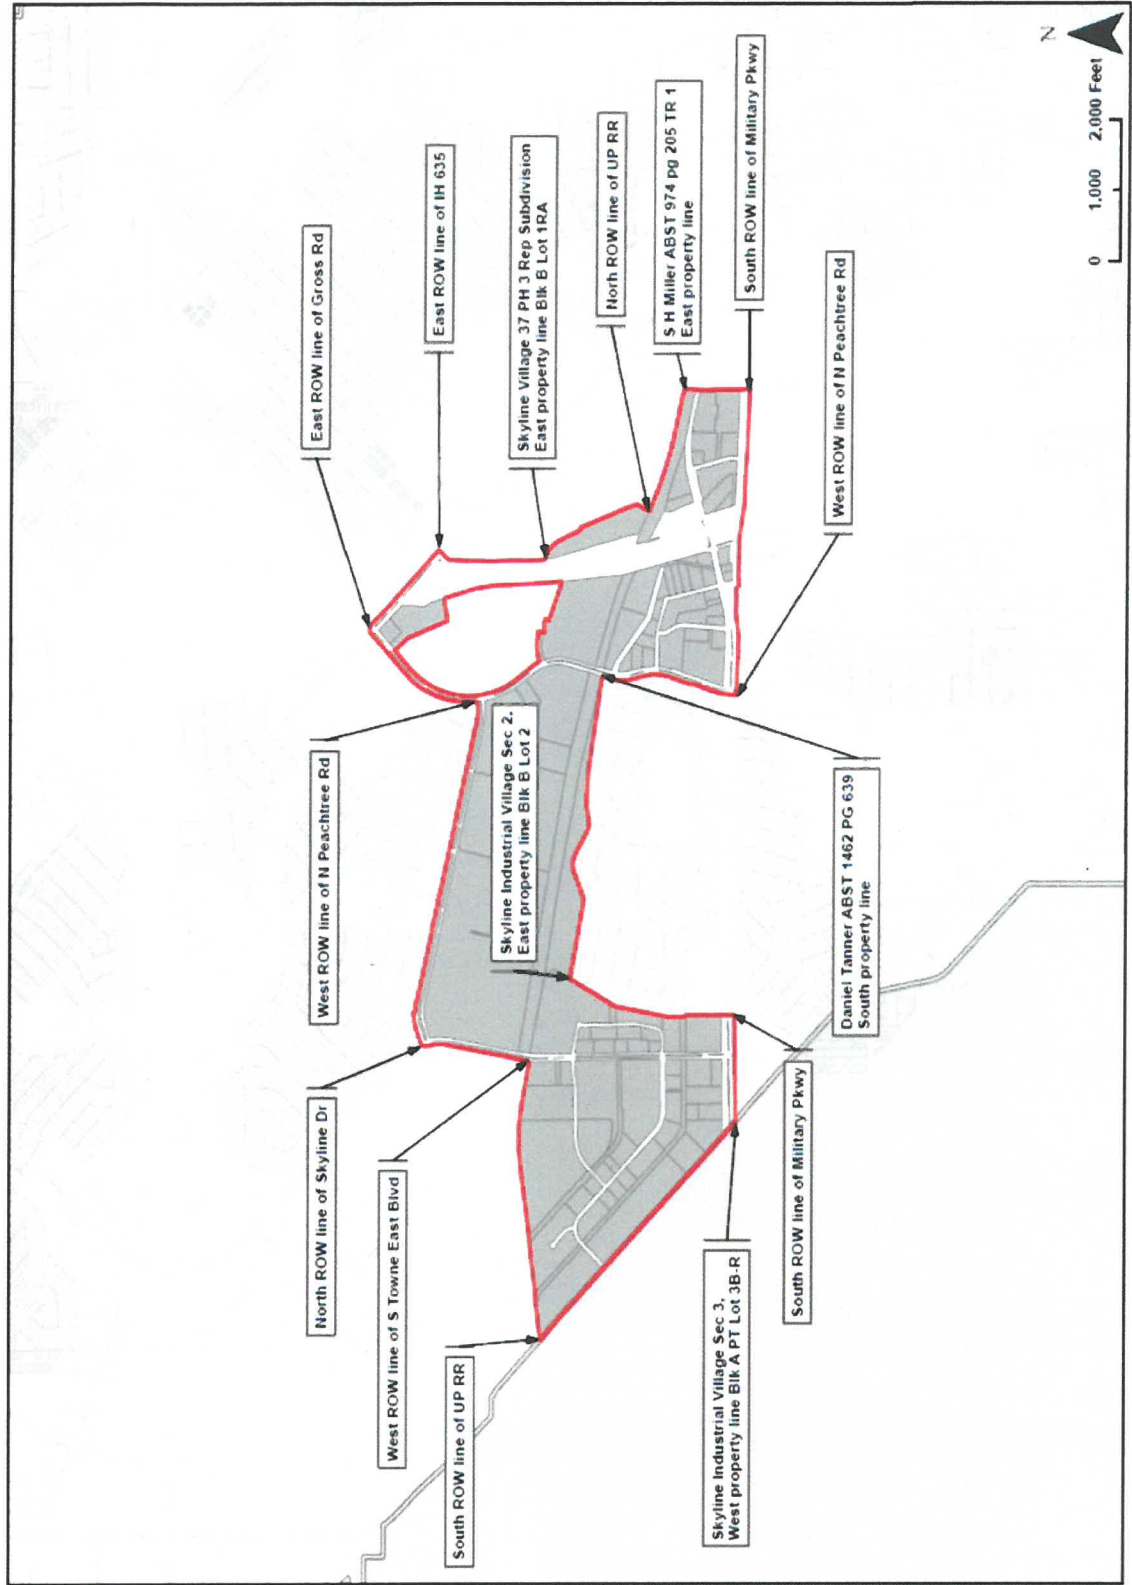 East ROW line of Gross Rd
East ROW line of IH 635
Skyline Village 37 PH 3 Rep Subdivision
East property line Blk B Lot 1RA
Norh ROW line of UP RR
S H Miller ABST 974 pg 205 TR 1
East property line
South ROW line of Military Pkwy
West ROW line of N Peachtree Rd
West ROW line of N Peachtree Rd
Skyline Industrial Village Sec 2.
East property line Blk B Lot 2
Daniel Tanner ABST 1462 PG 639
South property line
North ROW line of Skyline Dr
West ROW line of S Towne East Blvd
South ROW line of UP RR
Skyline Industrial Village Sec 3,
West property line Blk A PT Lot 3B-R
South ROW line of Military Pkwy
N
0 1,000 2,000 Feet